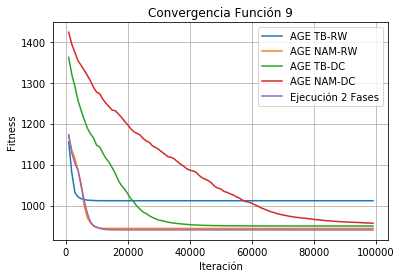 Convergencia Función 9
AGE TB-RW
AGE NAM-RW
AGE TB-DC
AGE NAM-DC
Ejecución 2 Fases
Fitness
1400
1300
1200
1100
1000
0
20000
40000
60000
80000
100000
Iteración